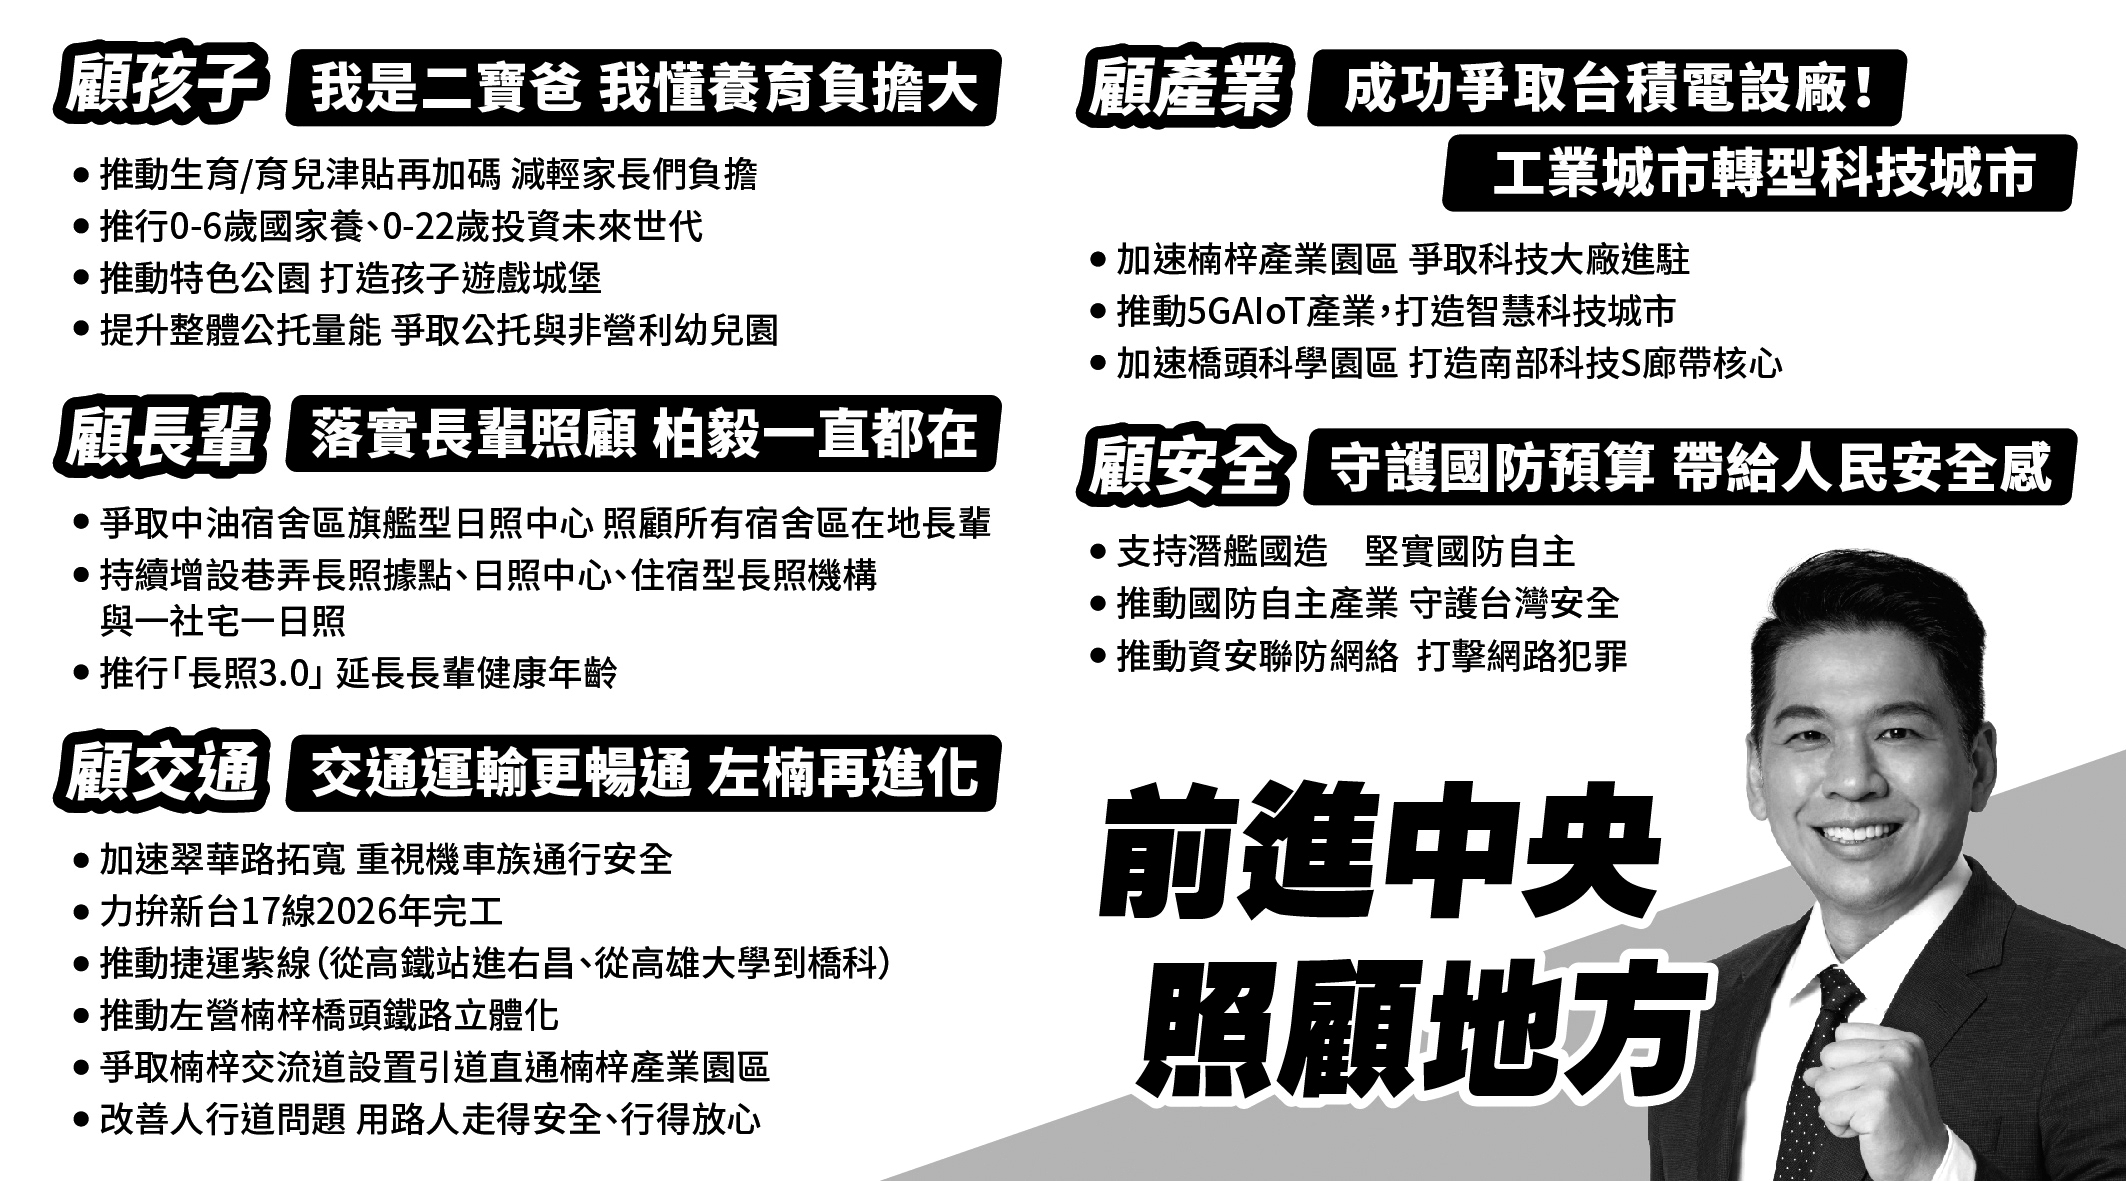 顧孩子 我是二寶爸 我懂養育負擔大
•推動生育/育兒津貼再加碼 減輕家長們負擔
•推行0-6歲國家養、0-22歲投資未來世代
•推動特色公園 打造孩子遊戲城堡
•提升整體公托量能 爭取公托與非營利幼兒園
顧長輩 落實長輩照顧 柏毅一直都在
•爭取中油宿舍區旗艦型日照中心 照顧所有宿舍區在地長輩
•持續增設巷弄長照據點、日照中心、住宿型長照機構
與一社宅一日照
•推行「長照3.0」 延長長輩健康年齡
顧交通 交通運輸更暢通 左楠再進化
•加速翠華路拓寬 重視機車族通行安全
•力拚新台17線2026年完工
•推動捷運紫線（從高鐵站進右昌、從高雄大學到橋科）
•推動左營楠梓橋頭鐵路立體化
•爭取楠梓交流道設置引道直通楠梓產業園區
•改善人行道問題 用路人走得安全、行得放心
顧產業 成功爭取台積電設廠！
工業城市轉型科技城市
•加速楠梓產業園區 爭取科技大廠進駐
•推動5GAIoT產業，打造智慧科技城市
•加速橋頭科學園區 打造南部科技S廊帶核心
顧安全 守護國防預算 帶給人民安全感
•支持潛艦國造　堅實國防自主
•推動國防自主產業 守護台灣安全
•推動資安聯防網絡 打擊網路犯罪
前進中央
照顧地方